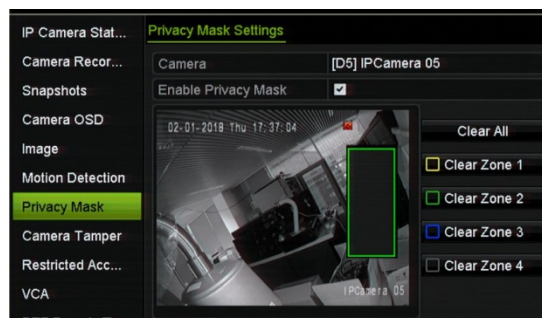 IP Camera Stat...
Camera Recor...
Snapshots
Camera OSD
Image
Motion Detection
Privacy Mask
Camera Tamper
Restricted Acc...
VCA
Privacy Mask Settings
Camera
[D5] IPCamera 05
Enable Privacy Mask
02-01-2018 Thu 17:37:04
IPCamera 05
Clear All
Clear Zone 1
Clear Zone 2
Clear Zone 3
Clear Zone 4